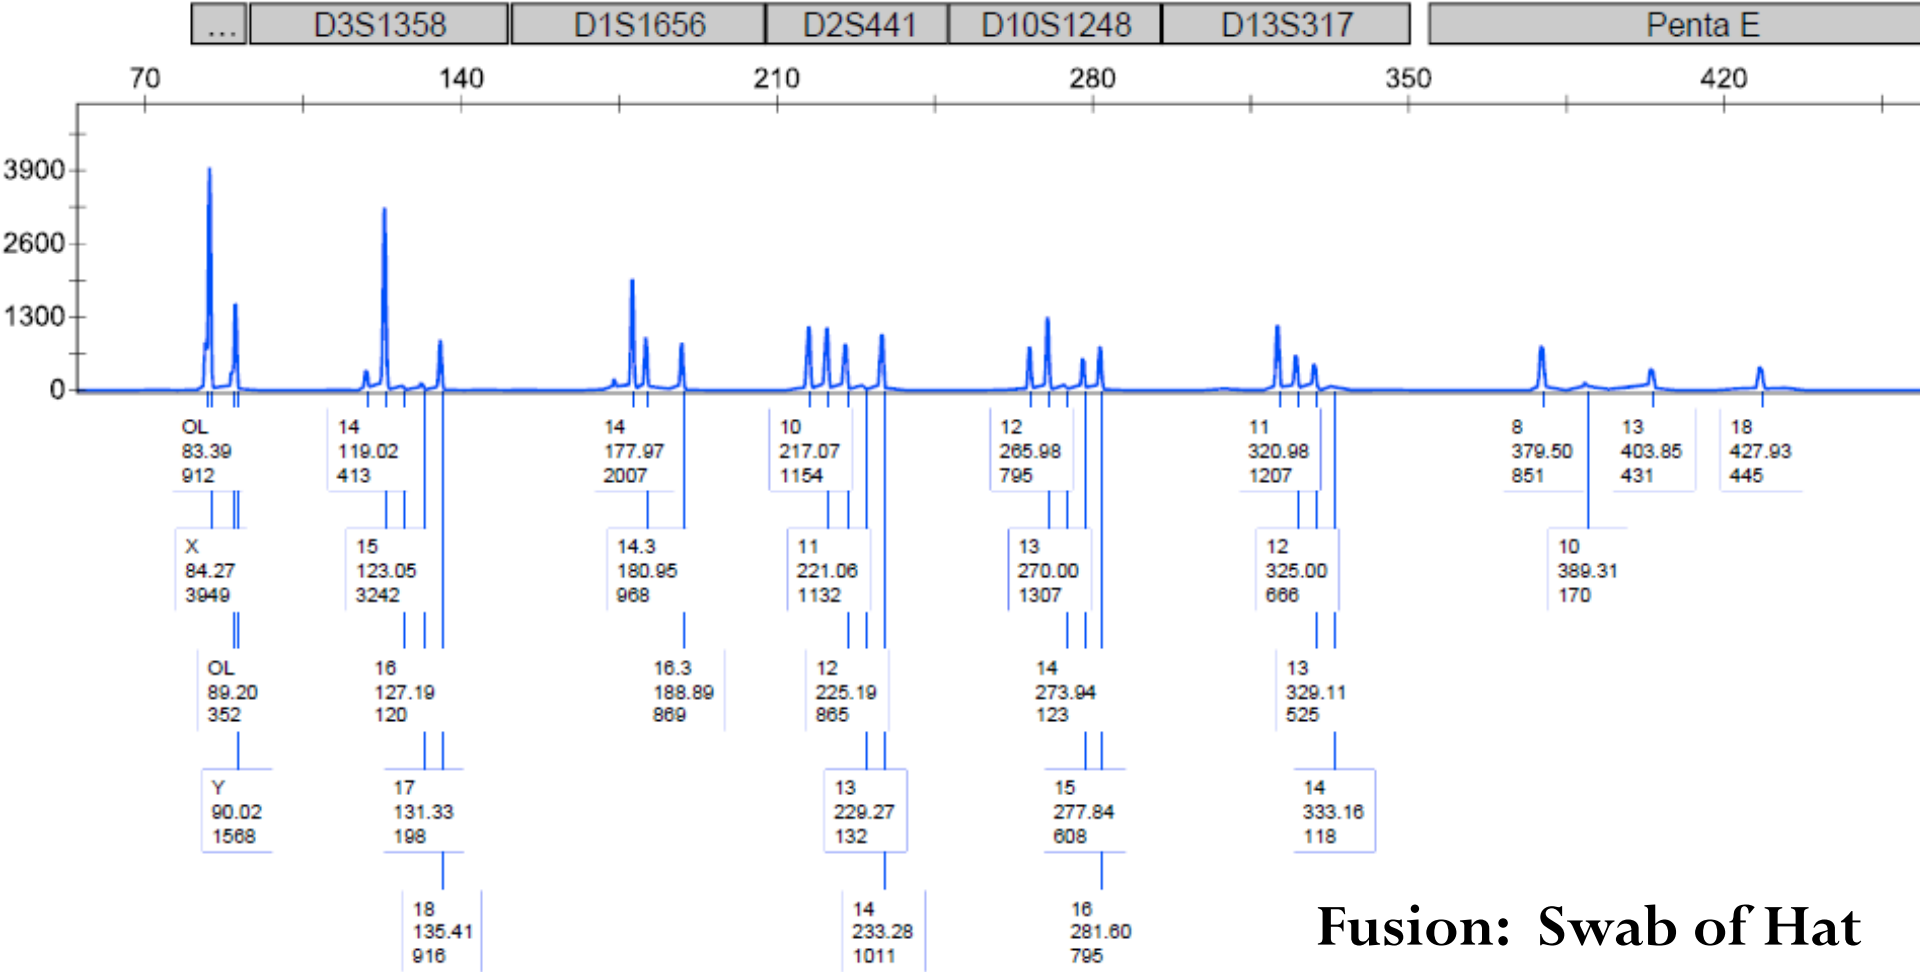 ... D3S1358 D1S1656 D2S441 D10S1248 D13S317 Penta E
70 140 210 280 350 420
3900
2600
1300
0
OL 14 14 10 12 11 8 13 18
83.39 119.02 177.97 217.07 265.98 320.98 379.50 403.85 427.93
912 413 2007 1154 795 1207 851 431 445
X 15 14.3 11 13 12 10
84.27 123.05 180.95 221.06 270.00 325.00 389.31
3949 3242 968 1132 1307 666 170
OL 16 16.3 12 14 13
89.20 127.19 188.89 225.19 273.94 329.11
352 120 869 865 123 525
Y 17 13 15 14
90.02 131.33 229.27 277.84 333.16
1568 198 132 608 118
18 14 16
135.41 233.28 281.60
916 1011 795
Fusion: Swab of Hat